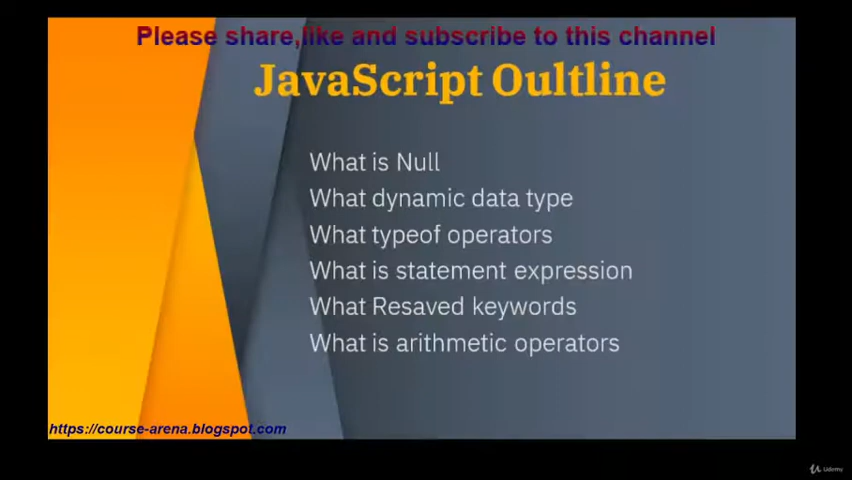 Please share,like and subscribe to this channel
JavaScript Oultline
What is Null
What dynamic data type
What typeof operators
What is statement expression
What Resaved keywords
What is arithmetic operators
https://course-arena.blogspot.com
Udemy